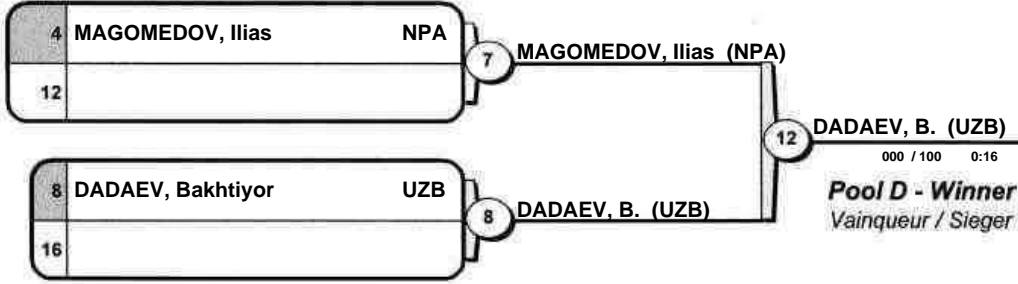 4 MAGOMEDOV, Ilias NPA
7
MAGOMEDOV, Ilias (NPA)
12
12
DADAEV, B. (UZB)
000 / 100 0:16
Pool D - Winner
Vainqueur / Sieger
8 DADAEV, Bakhtiyor UZB
8
DADAEV, B. (UZB)
16